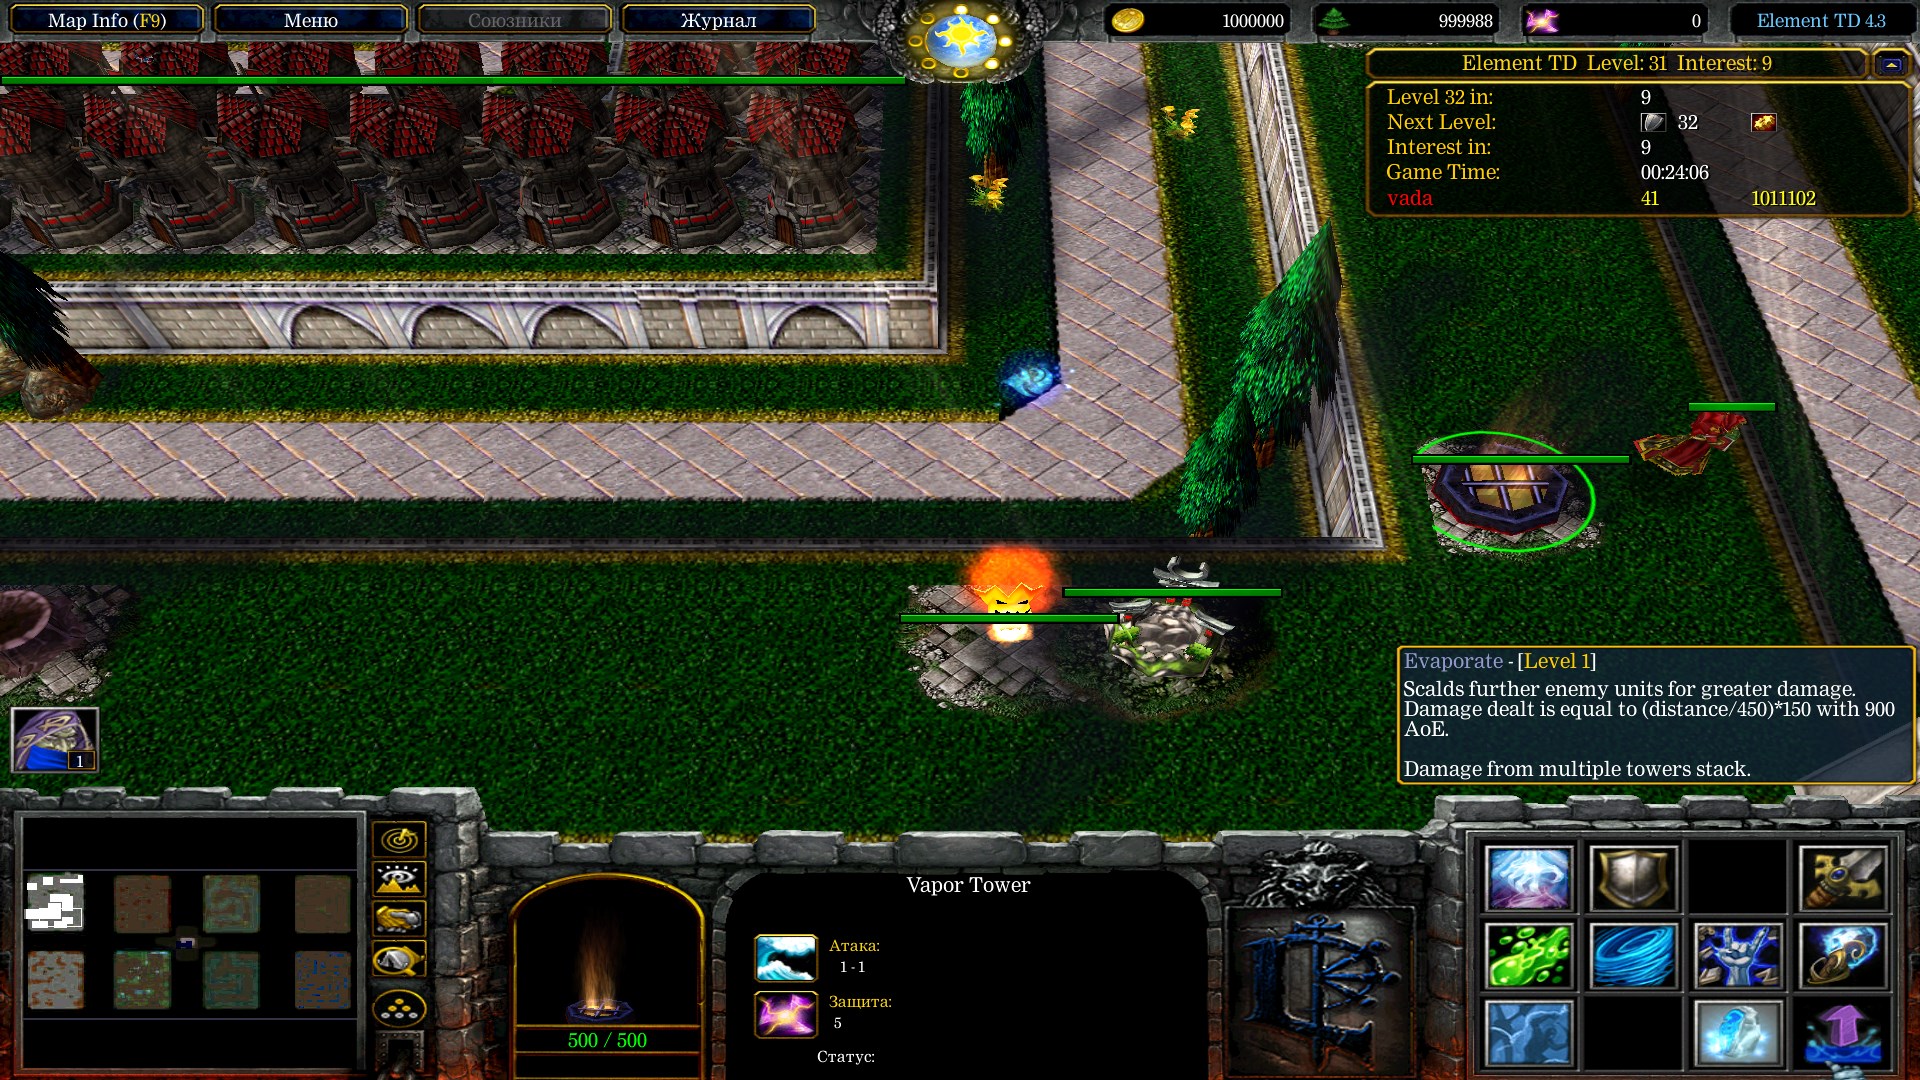 Map Info (F9)
Меню
Союзники
Журнал
1000000
999988
0
Element TD 4.3
Element TD Level: 31 Interest: 9
Level 32 in: 9
Next Level: 32
Interest in: 9
Game Time: 00:24:06
vada 41 1011102
Evaporate - [Level 1]
Scalds further enemy units for greater damage.
Damage dealt is equal to (distance/450)*150 with 900
AoE.
Damage from multiple towers stack.
1
Vapor Tower
Атака:
1 - 1
Защита:
5
Статус:
500 / 500